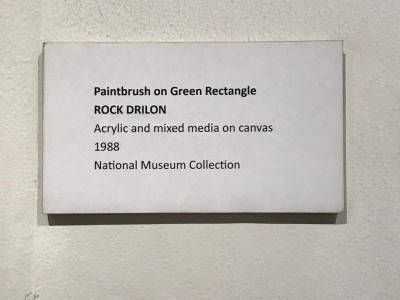 Paintbrush on Green Rectangle
ROCK DRILON
Acrylic and mixed media on canvas
1988
National Museum Collection